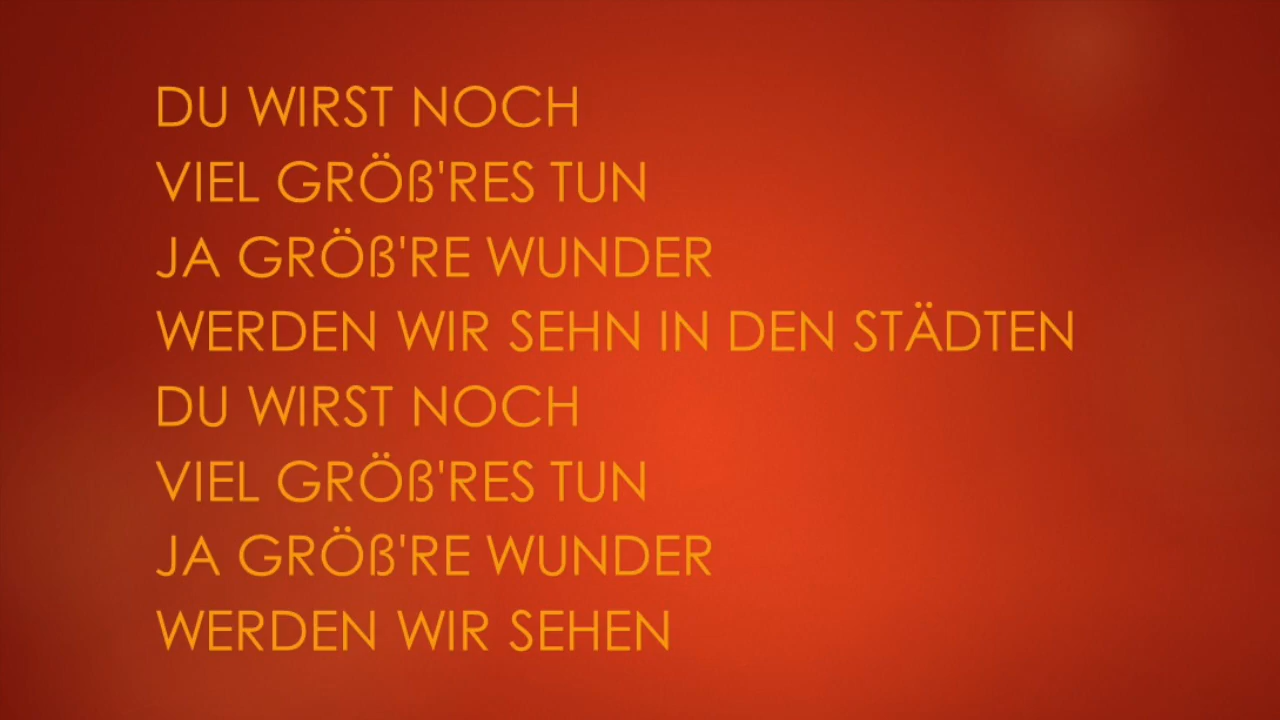 DU WIRST NOCH
VIEL GRÖß'RES TUN
JA GRÖß'RE WUNDER
WERDEN WIR SEHN IN DEN STÄDTEN
DU WIRST NOCH
VIEL GRÖß'RES TUN
JA GRÖß'RE WUNDER
WERDEN WIR SEHEN